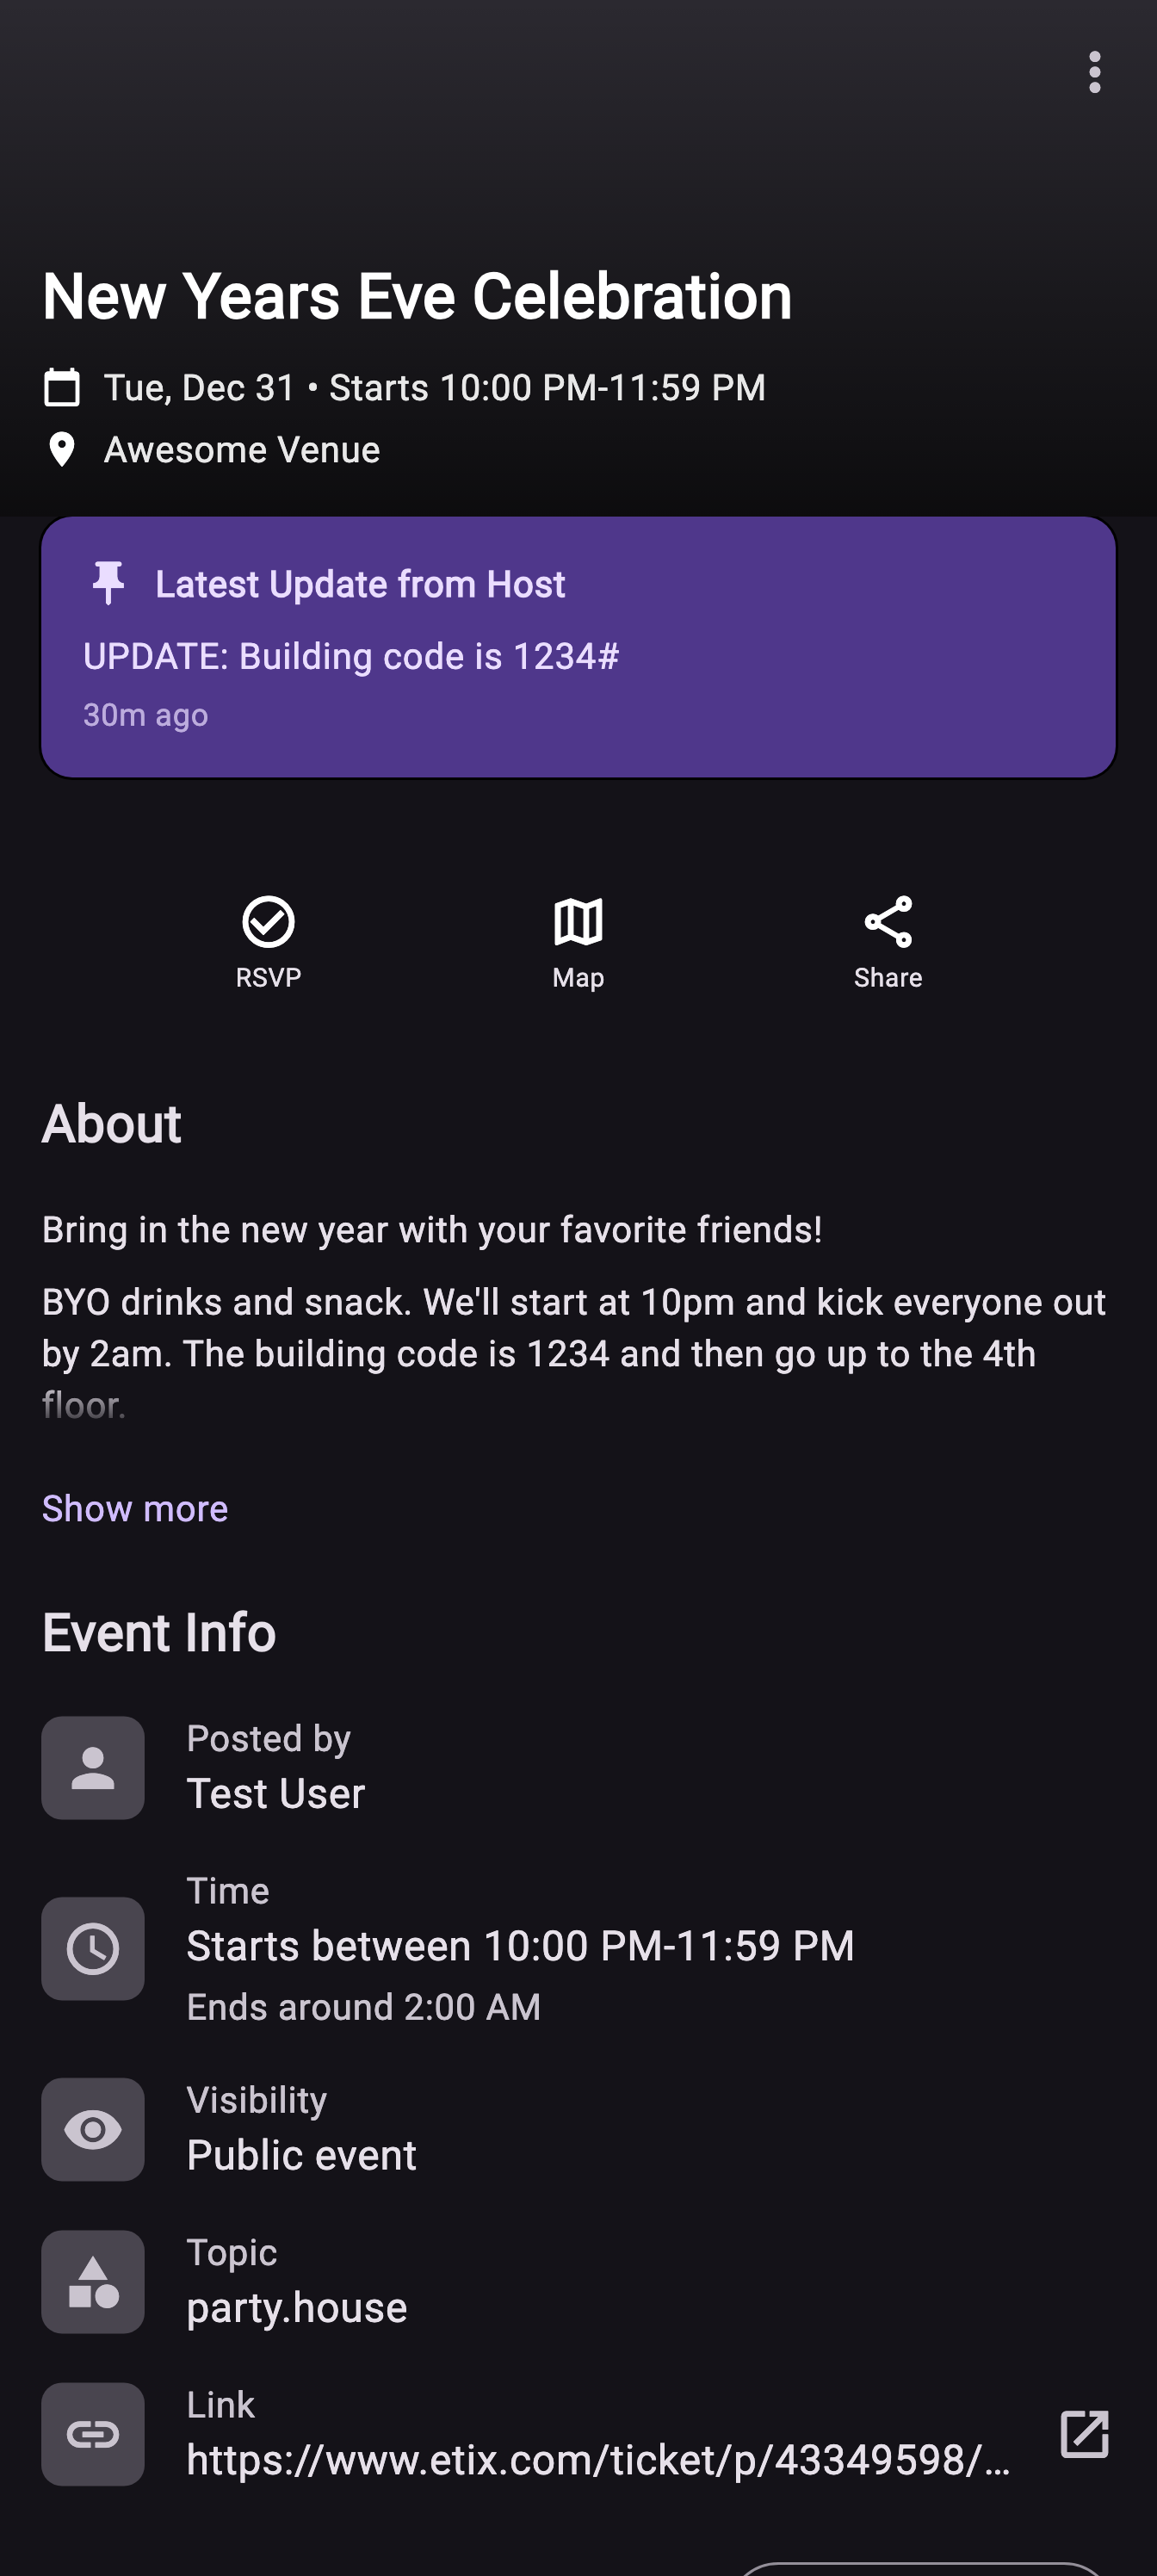 New Years Eve Celebration
Tue, Dec 31 • Starts 10:00 PM-11:59 PM
Awesome Venue
Latest Update from Host
UPDATE: Building code is 1234#
30m ago
RSVP
Map
Share
About
Bring in the new year with your favorite friends!
BYO drinks and snack. We'll start at 10pm and kick everyone out
by 2am. The building code is 1234 and then go up to the 4th
floor.
Show more
Event Info
Posted by
Test User
Time
Starts between 10:00 PM-11:59 PM
Ends around 2:00 AM
Visibility
Public event
Topic
party.house
Link
https://www.etix.com/ticket/p/43349598/...